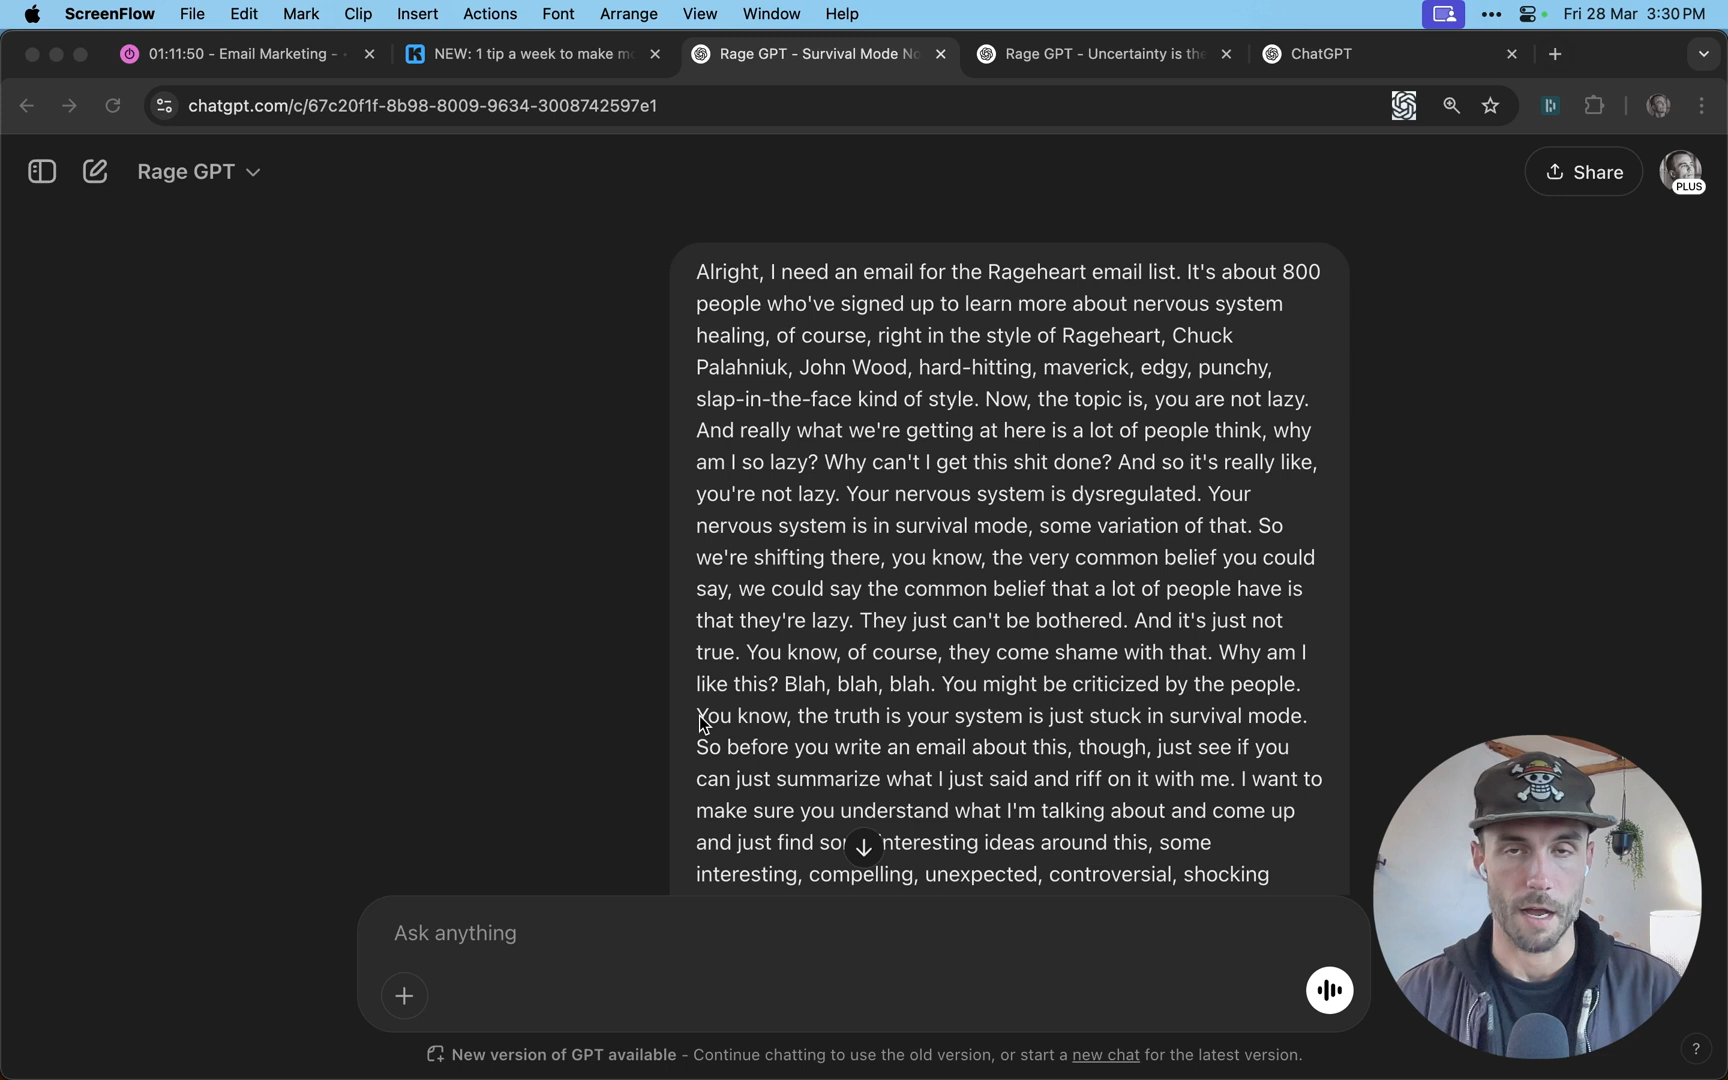 ScreenFlow File Edit Mark Clip Insert Actions Font Arrange View Window Help Fri 28 Mar 3:30 PM
01:11:50 - Email Marketing - NEW: 1 tip a week to make mo Rage GPT - Survival Mode No Rage GPT - Uncertainty is the ChatGPT
chatgpt.com/c/67c20f1f-8b98-8009-9634-3008742597e1
Rage GPT Share
PLUS
Alright, I need an email for the Rageheart email list. It's about 800
people who've signed up to learn more about nervous system
healing, of course, right in the style of Rageheart, Chuck
Palahniuk, John Wood, hard-hitting, maverick, edgy, punchy,
slap-in-the-face kind of style. Now, the topic is, you are not lazy.
And really what we're getting at here is a lot of people think, why
am I so lazy? Why can't I get this shit done? And so it's really like,
you're not lazy. Your nervous system is dysregulated. Your
nervous system is in survival mode, some variation of that. So
we're shifting there, you know, the very common belief you could
say, we could say the common belief that a lot of people have is
that they're lazy. They just can't be bothered. And it's just not
true. You know, of course, they come shame with that. Why am I
like this? Blah, blah, blah. You might be criticized by the people.
You know, the truth is your system is just stuck in survival mode.
So before you write an email about this, though, just see if you
can just summarize what I just said and riff on it with me. I want to
make sure you understand what I'm talking about and come up
and just find so nteresting ideas around this, some
interesting, compelling, unexpected, controversial, shocking
Ask anything
New version of GPT available - Continue chatting to use the old version, or start a new chat for the latest version.
?